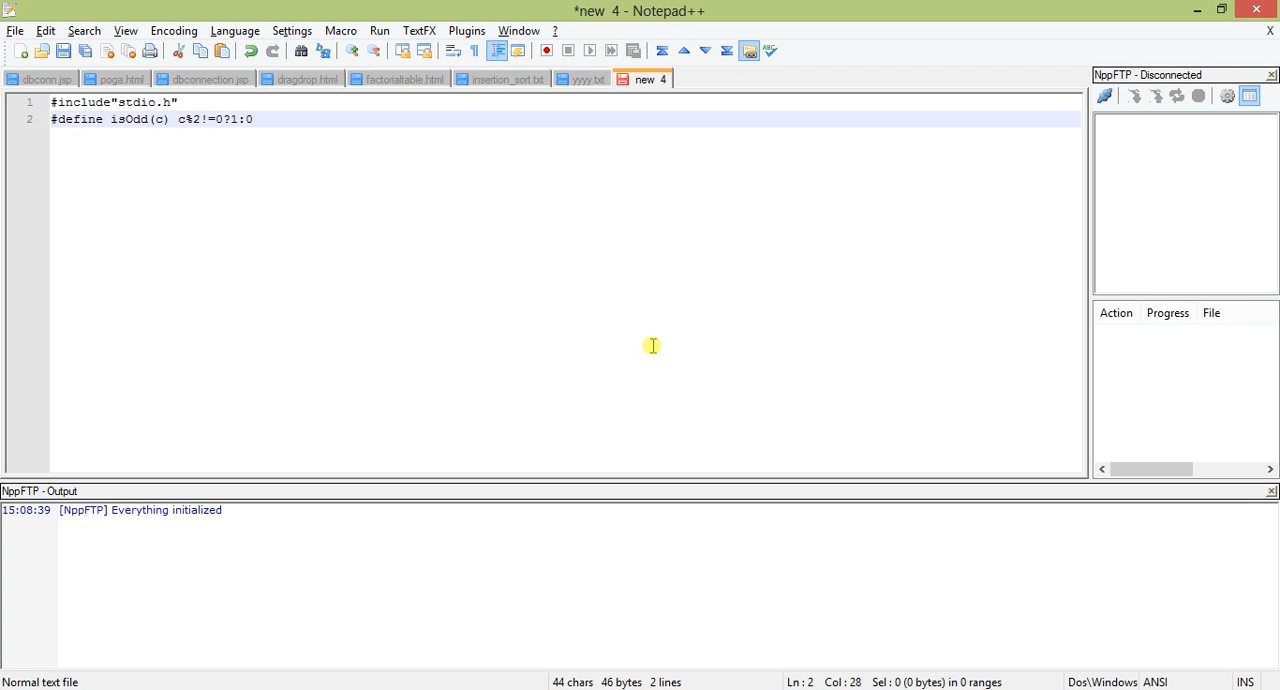 *new  4 - Notepad++
File Edit Search View Encoding Language Settings Macro Run TextFX Plugins Window ? X
dbconn.jsp poga.html dbconnection.jsp dragdrop.html factorialtable.html insertion_sort.txt yyyy.txt new  4
NppFTP - Disconnected
1 #include"stdio.h"
2 #define isOdd(c) c%2!=0?1:0
Action Progress File
NppFTP - Output
15:08:39 [NppFTP] Everything initialized
Normal text file 44 chars  46 bytes  2 lines Ln : 2  Col : 28  Sel : 0 (0 bytes) in 0 ranges Dos\Windows ANSI INS